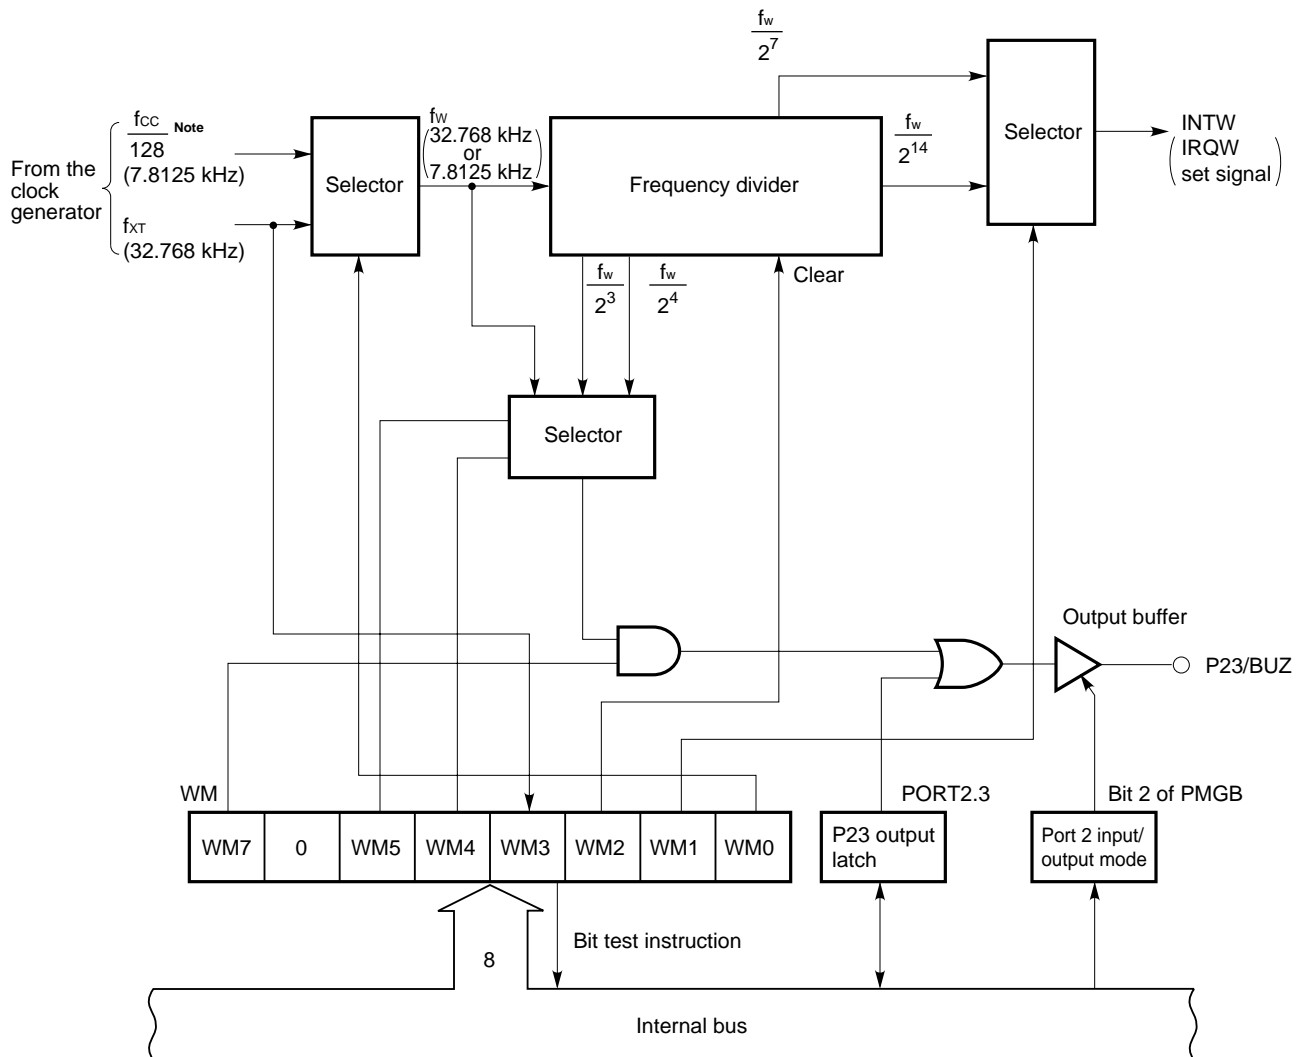 fw
2^7
fCC Note
128
(7.8125 kHz)
From the
clock
generator
fXT
(32.768 kHz)
Selector
fW
(32.768 kHz
or
7.8125 kHz)
Frequency divider
fw
2^14
Selector
INTW
(IRQW
set signal)
fw
2^3
fw
2^4
Clear
Selector
Output buffer
P23/BUZ
WM
PORT2.3
Bit 2 of PMGB
WM7 0 WM5 WM4 WM3 WM2 WM1 WM0
P23 output
latch
Port 2 input/
output mode
8
Bit test instruction
Internal bus